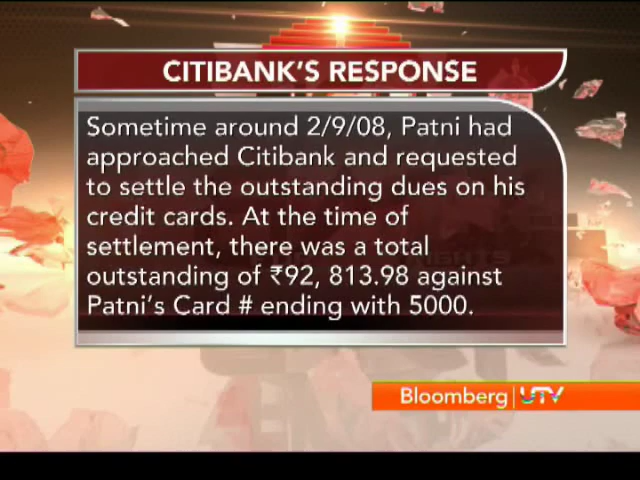 CITIBANK'S RESPONSE
Sometime around 2/9/08, Patni had
approached Citibank and requested
to settle the outstanding dues on his
credit cards. At the time of
settlement, there was a total
outstanding of ₹92, 813.98 against
Patni's Card # ending with 5000.
Bloomberg | UTV